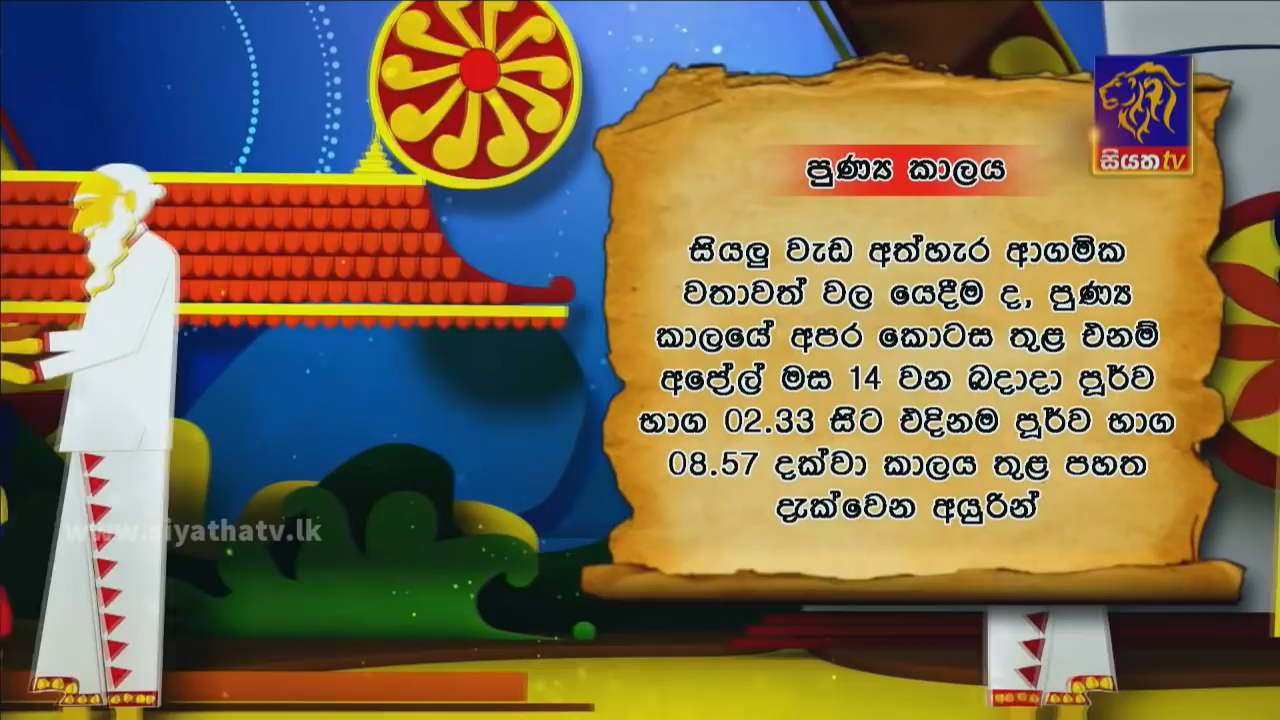 සියත tv
පුණ්‍ය කාලය
සියලු වැඩ අත්හැර ආගමික
වතාවත් වල යෙදීම ද, පුණ්‍ය
කාලයේ අපර කොටස තුළ එනම්
අප්‍රේල් මස 14 වන බදාදා පූර්ව
භාග 02.33 සිට එදිනම පූර්ව භාග
08.57 දක්වා කාලය තුළ පහත
දැක්වෙන අයුරින්
www.siyathatv.lk